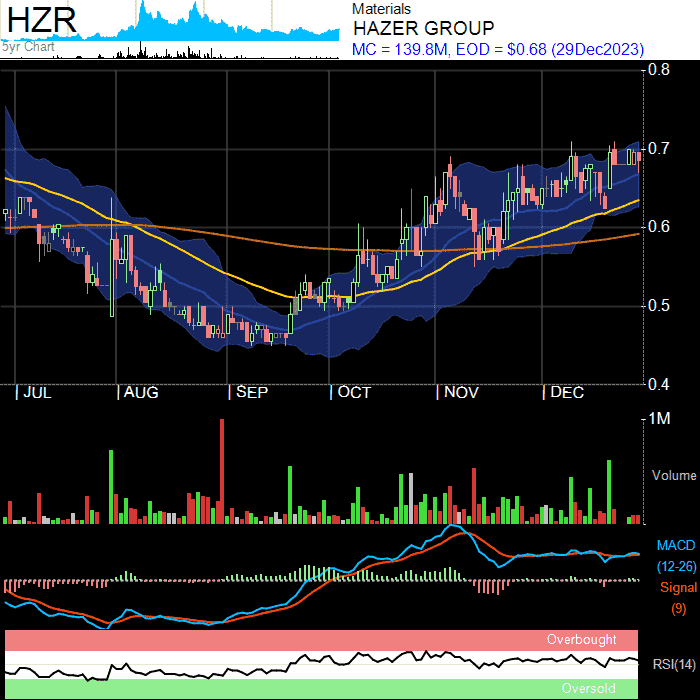 HZR
5yr Chart
Materials
HAZER GROUP
MC = 139.8M, EOD = $0.68 (29Dec2023)
0.8
0.7
0.6
0.5
0.4
| JUL | AUG | SEP | OCT | NOV | DEC
1M
Volume
MACD
(12-26)
Signal
(9)
Overbought
RSI(14)
Oversold